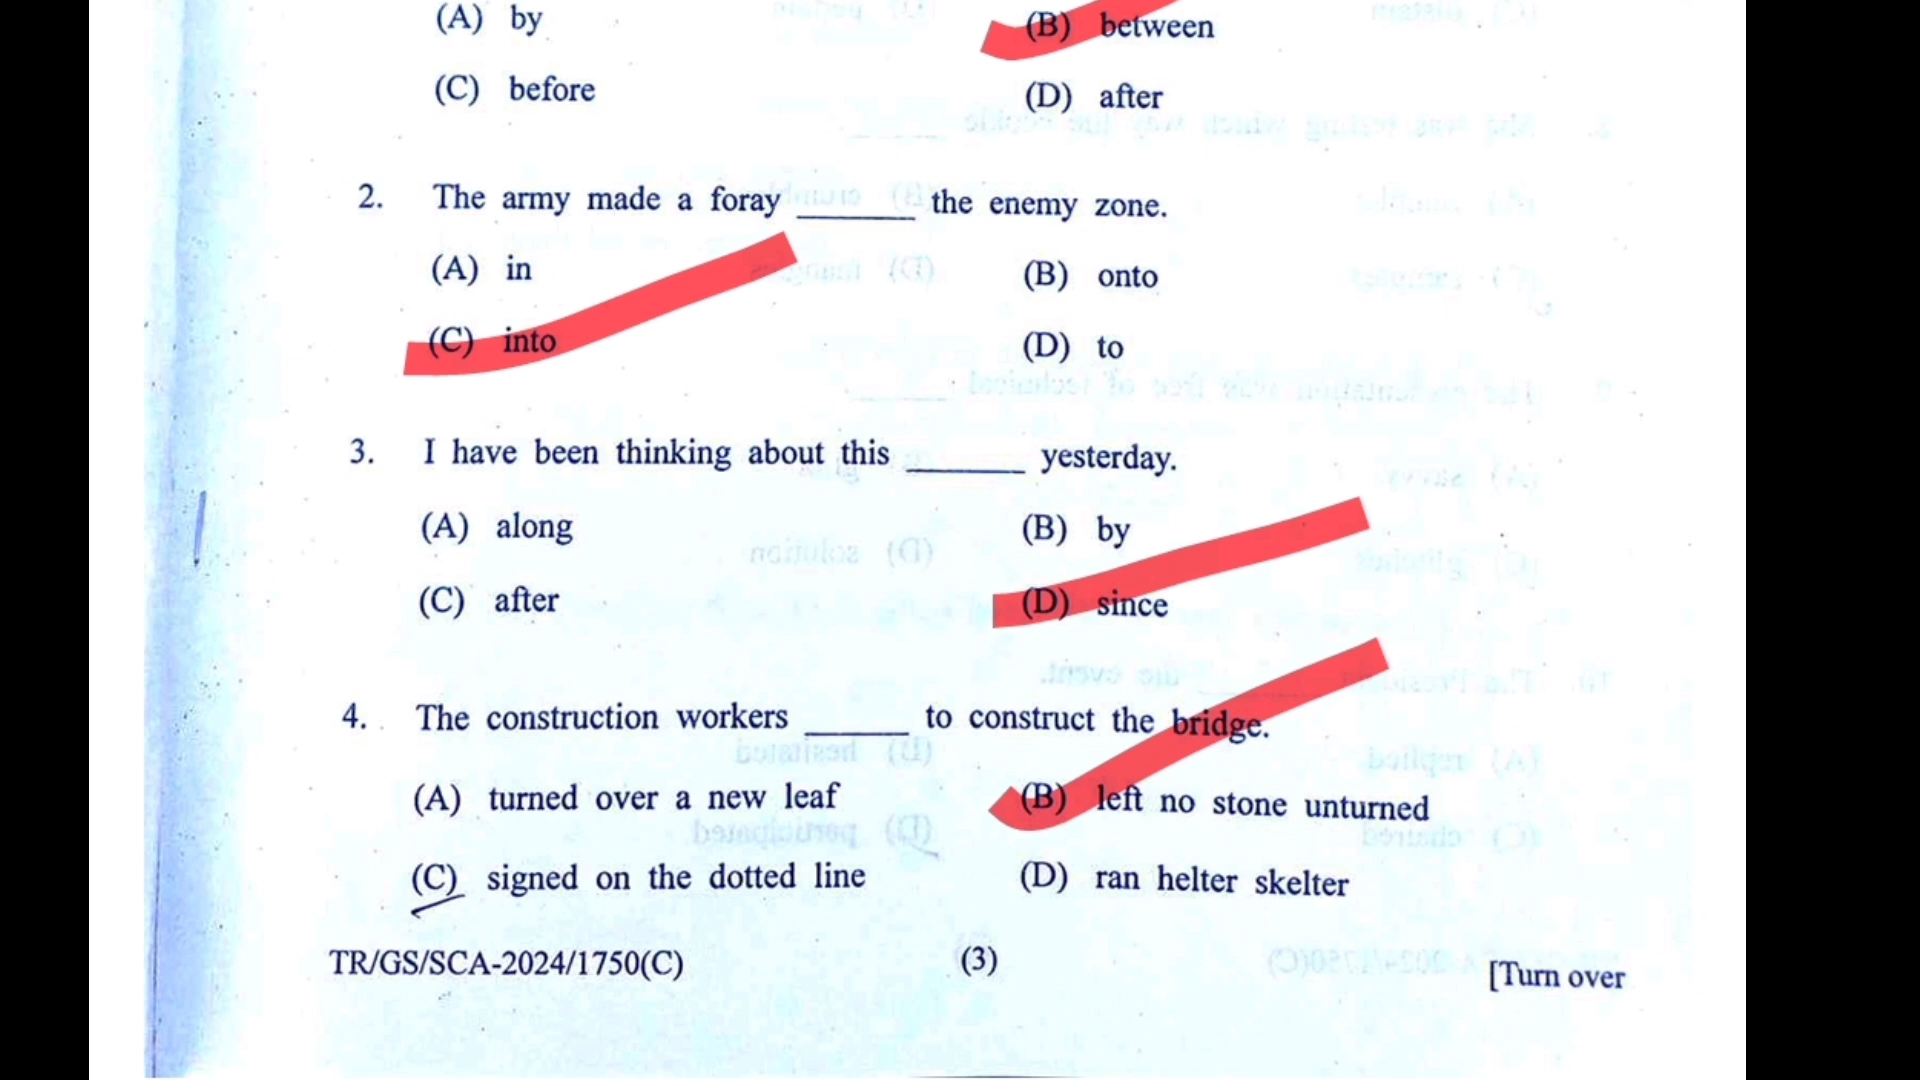 (A) by (B) between
(C) before (D) after
2. The army made a foray ______ the enemy zone.
(A) in (B) onto
(C) into (D) to
3. I have been thinking about this ______ yesterday.
(A) along (B) by
(C) after (D) since
4. The construction workers ______ to construct the bridge.
(A) turned over a new leaf (B) left no stone unturned
(C) signed on the dotted line (D) ran helter skelter
TR/GS/SCA-2024/1750(C) (3) [Turn over